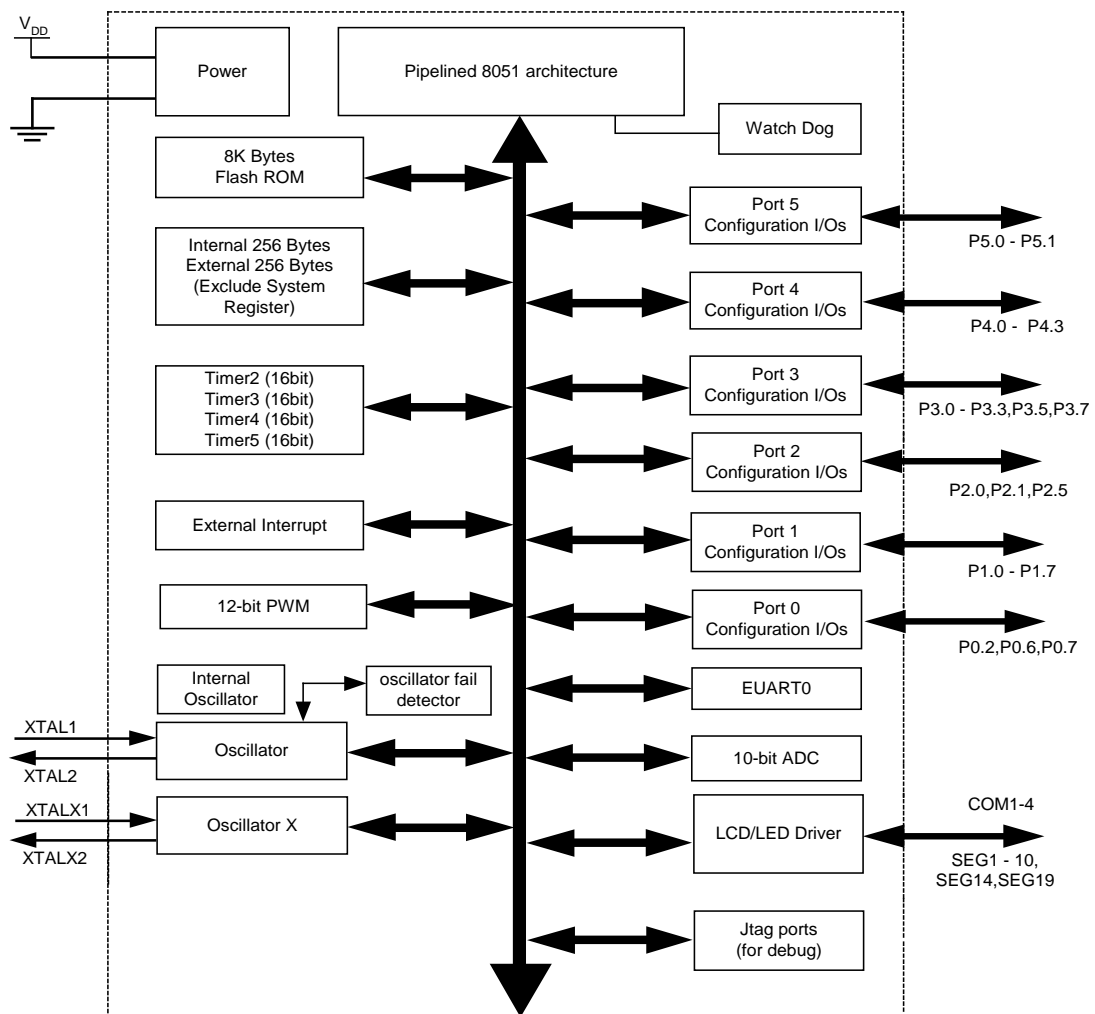 VDD
Power
Pipelined 8051 architecture
Watch Dog
8K Bytes
Flash ROM
Port 5
Configuration I/Os
P5.0 - P5.1
Internal 256 Bytes
External 256 Bytes
(Exclude System
Register)
Port 4
Configuration I/Os
P4.0 - P4.3
Timer2 (16bit)
Timer3 (16bit)
Timer4 (16bit)
Timer5 (16bit)
Port 3
Configuration I/Os
P3.0 - P3.3,P3.5,P3.7
Port 2
Configuration I/Os
P2.0,P2.1,P2.5
External Interrupt
Port 1
Configuration I/Os
P1.0 - P1.7
12-bit PWM
Port 0
Configuration I/Os
P0.2,P0.6,P0.7
Internal
Oscillator
oscillator fail
detector
EUART0
XTAL1
Oscillator
XTAL2
10-bit ADC
XTALX1
Oscillator X
XTALX2
LCD/LED Driver
COM1-4
SEG1 - 10,
SEG14,SEG19
Jtag ports
(for debug)